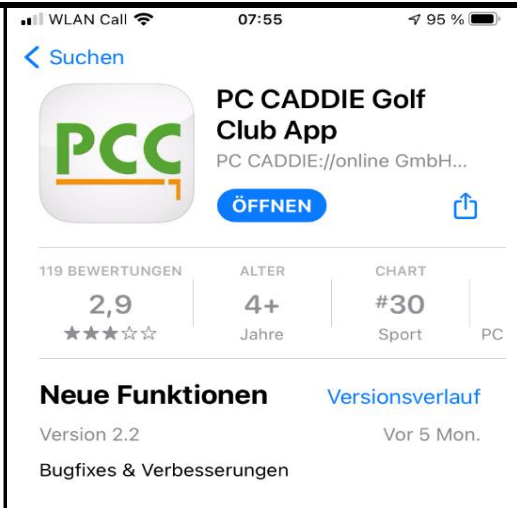 WLAN Call 07:55 95 %
Suchen
PCC
PC CADDIE Golf
Club App
PC CADDIE://online GmbH...
ÖFFNEN
119 BEWERTUNGEN ALTER CHART
2,9 4+ #30
★★★☆☆ Jahre Sport PC
Neue Funktionen Versionsverlauf
Version 2.2 Vor 5 Mon.
Bugfixes & Verbesserungen